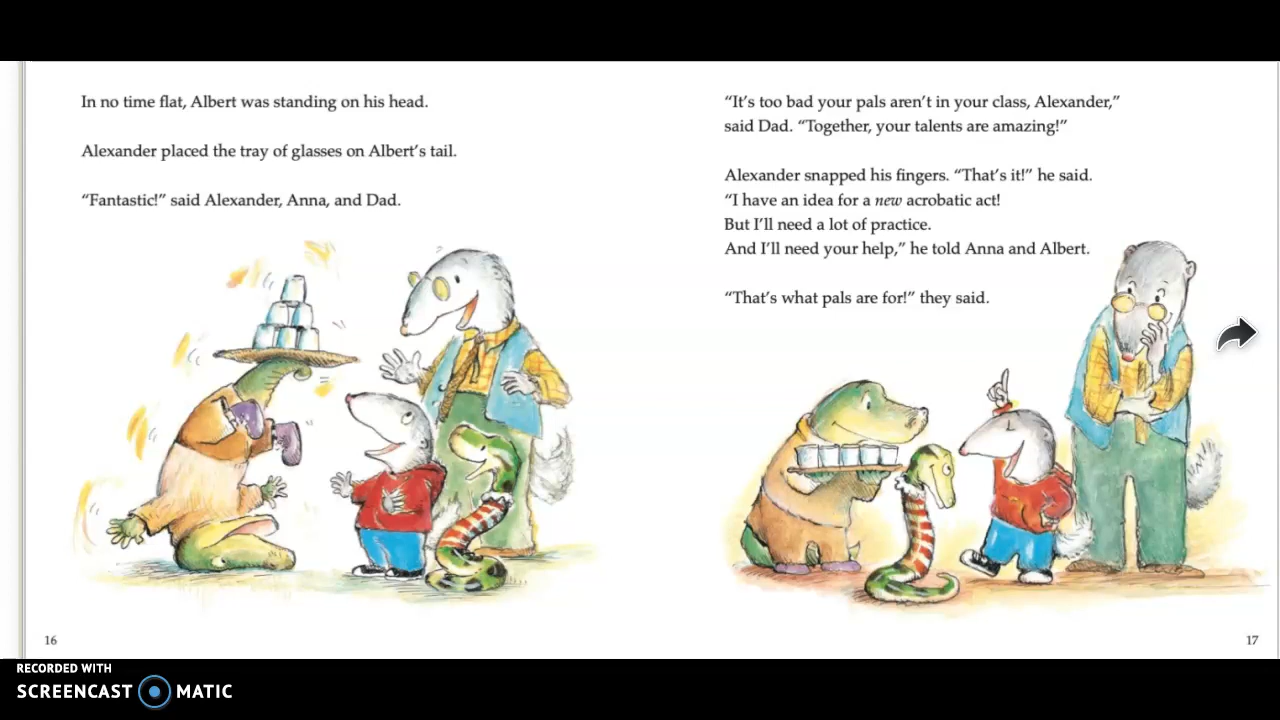 In no time flat, Albert was standing on his head.
Alexander placed the tray of glasses on Albert’s tail.
“Fantastic!” said Alexander, Anna, and Dad.
16
“It’s too bad your pals aren’t in your class, Alexander,”
said Dad. “Together, your talents are amazing!”
Alexander snapped his fingers. “That’s it!” he said.
“I have an idea for a new acrobatic act!
But I’ll need a lot of practice.
And I’ll need your help,” he told Anna and Albert.
“That’s what pals are for!” they said.
17
RECORDED WITH
SCREENCAST MATIC